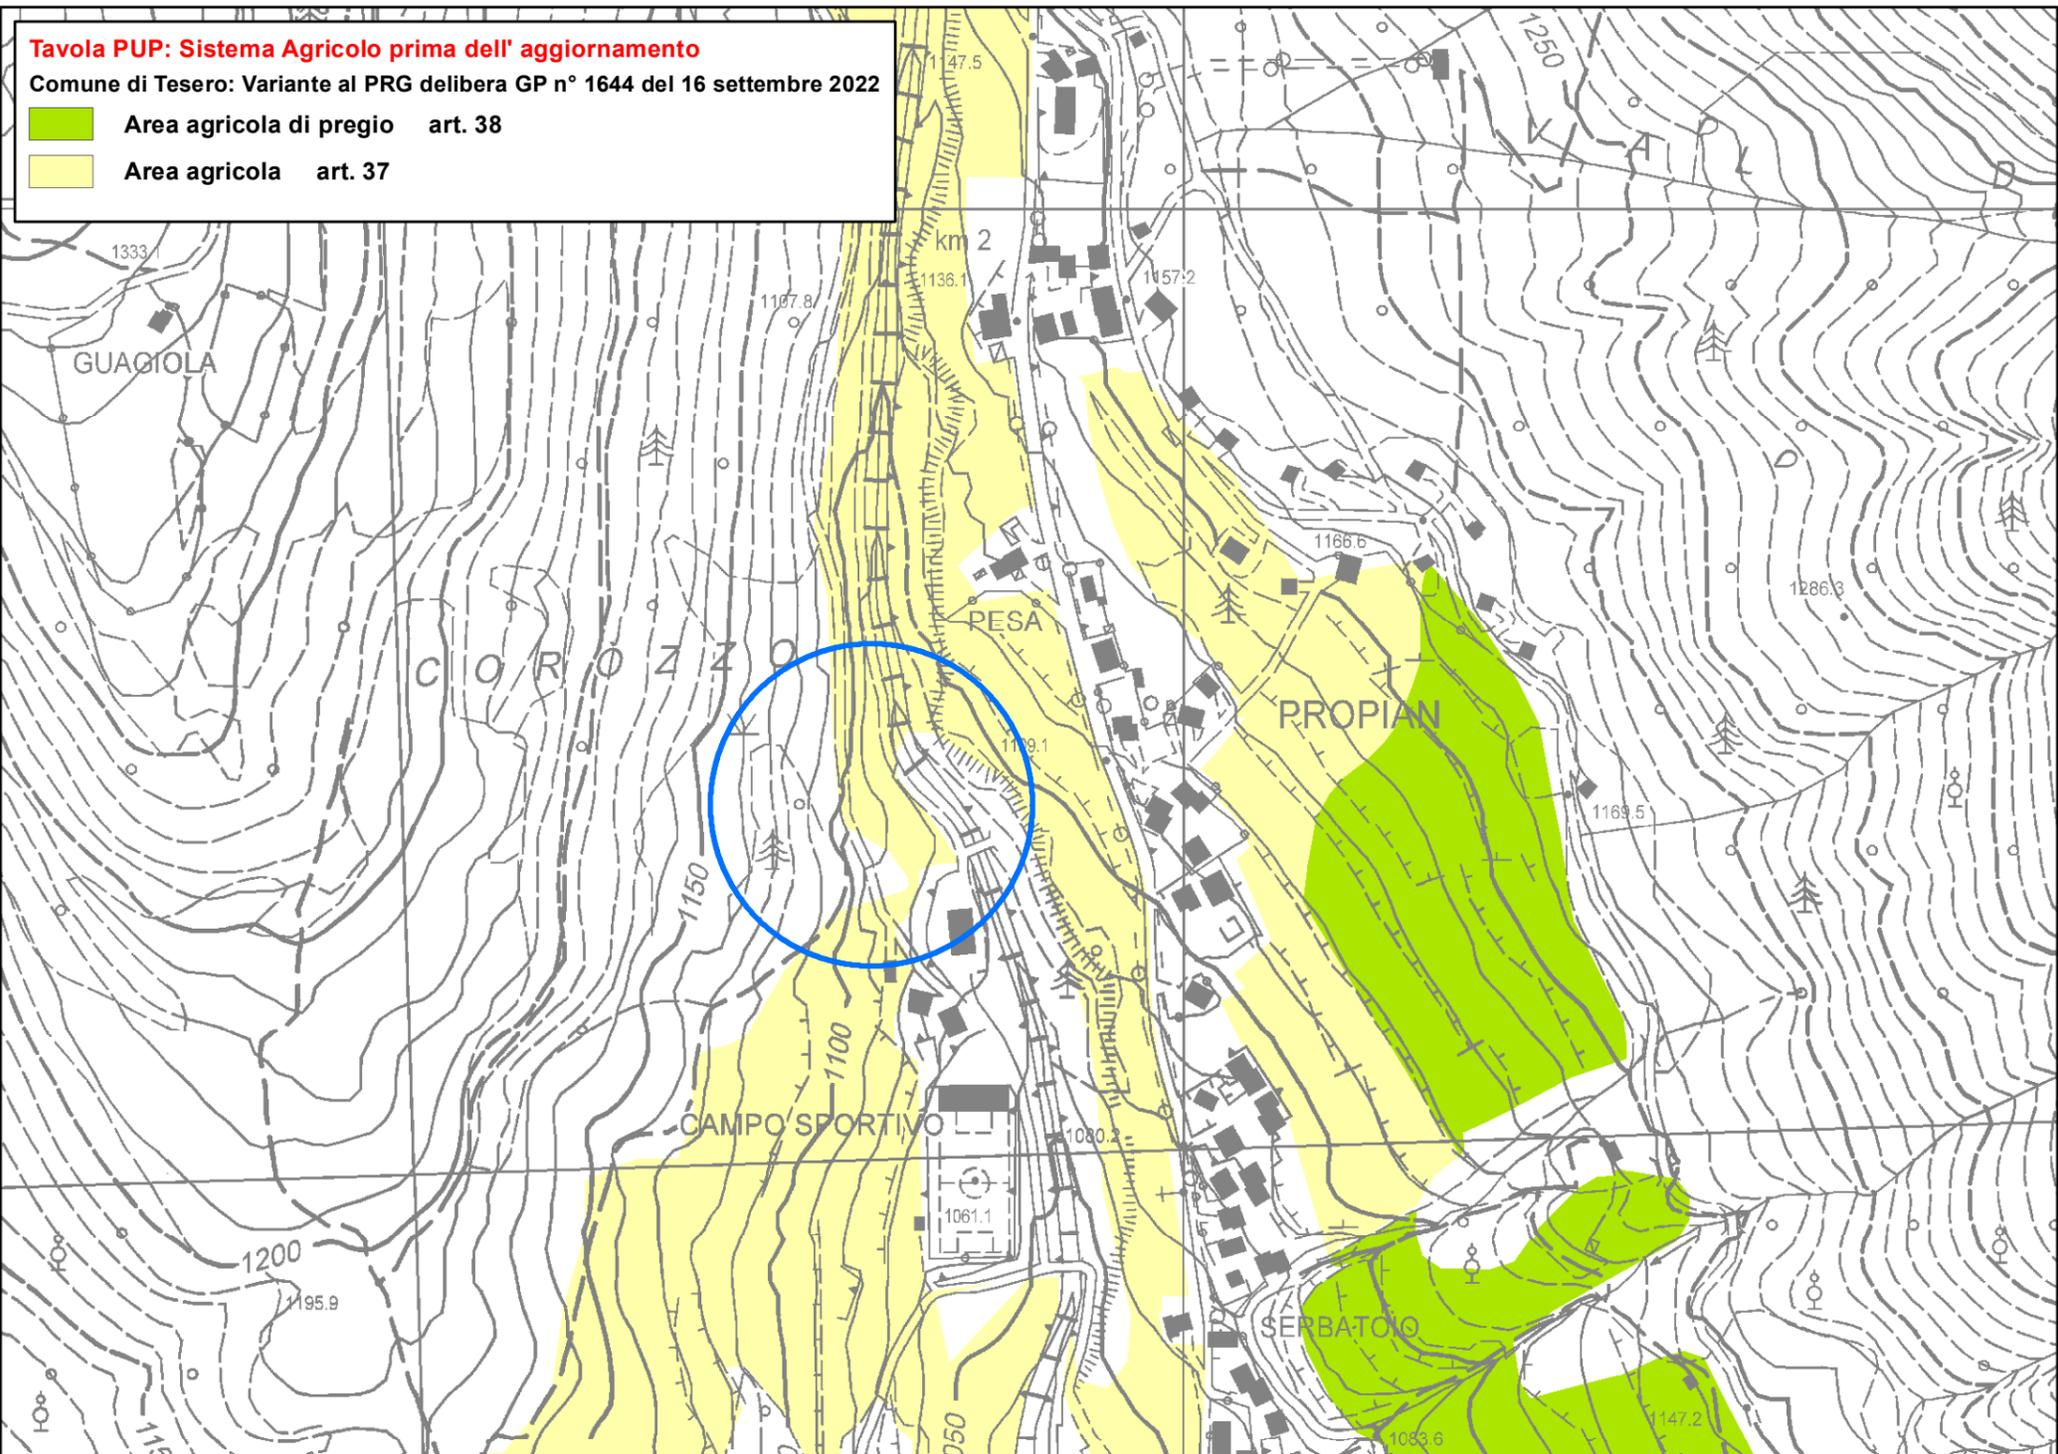 Tavola PUP: Sistema Agricolo prima dell' aggiornamento
Comune di Tesero: Variante al PRG delibera GP n° 1644 del 16 settembre 2022
Area agricola di pregio art. 38
Area agricola art. 37
1147.5
1250
V A L D
km 2
1333.1
1136.1
1157.2
1107.8
GUAGIOLA
1166.6
1286.3
PESA
COROZZO
PROPIAN
1169.5
1150
1100
CAMPO SPORTIVO
1080.2
1061.1
1200
1195.9
SERBATOIO
1147.2
1083.6